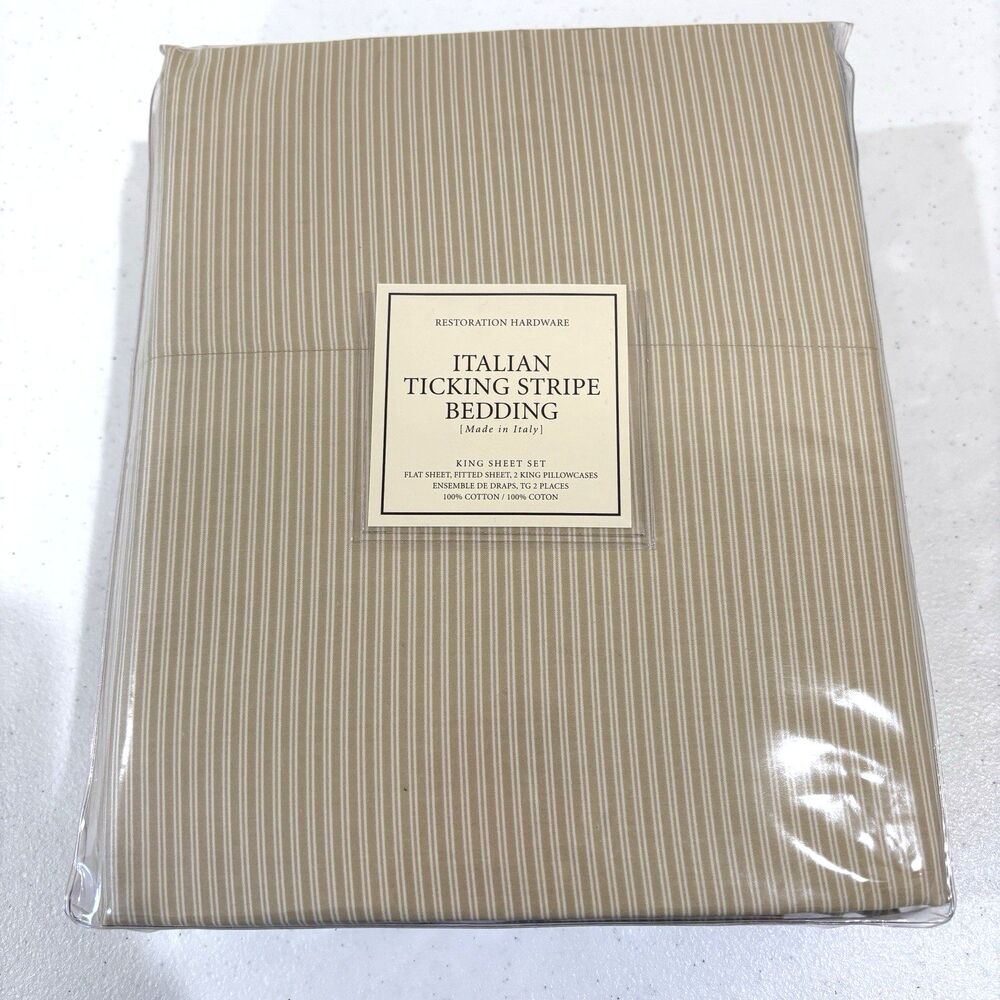 RESTORATION HARDWARE
ITALIAN
TICKING STRIPE
BEDDING
[Made in Italy]
KING SHEET SET
FLAT SHEET, FITTED SHEET, 2 KING PILLOWCASES
ENSEMBLE DE DRAPS, TG 2 PLACES
100% COTTON / 100% COTON